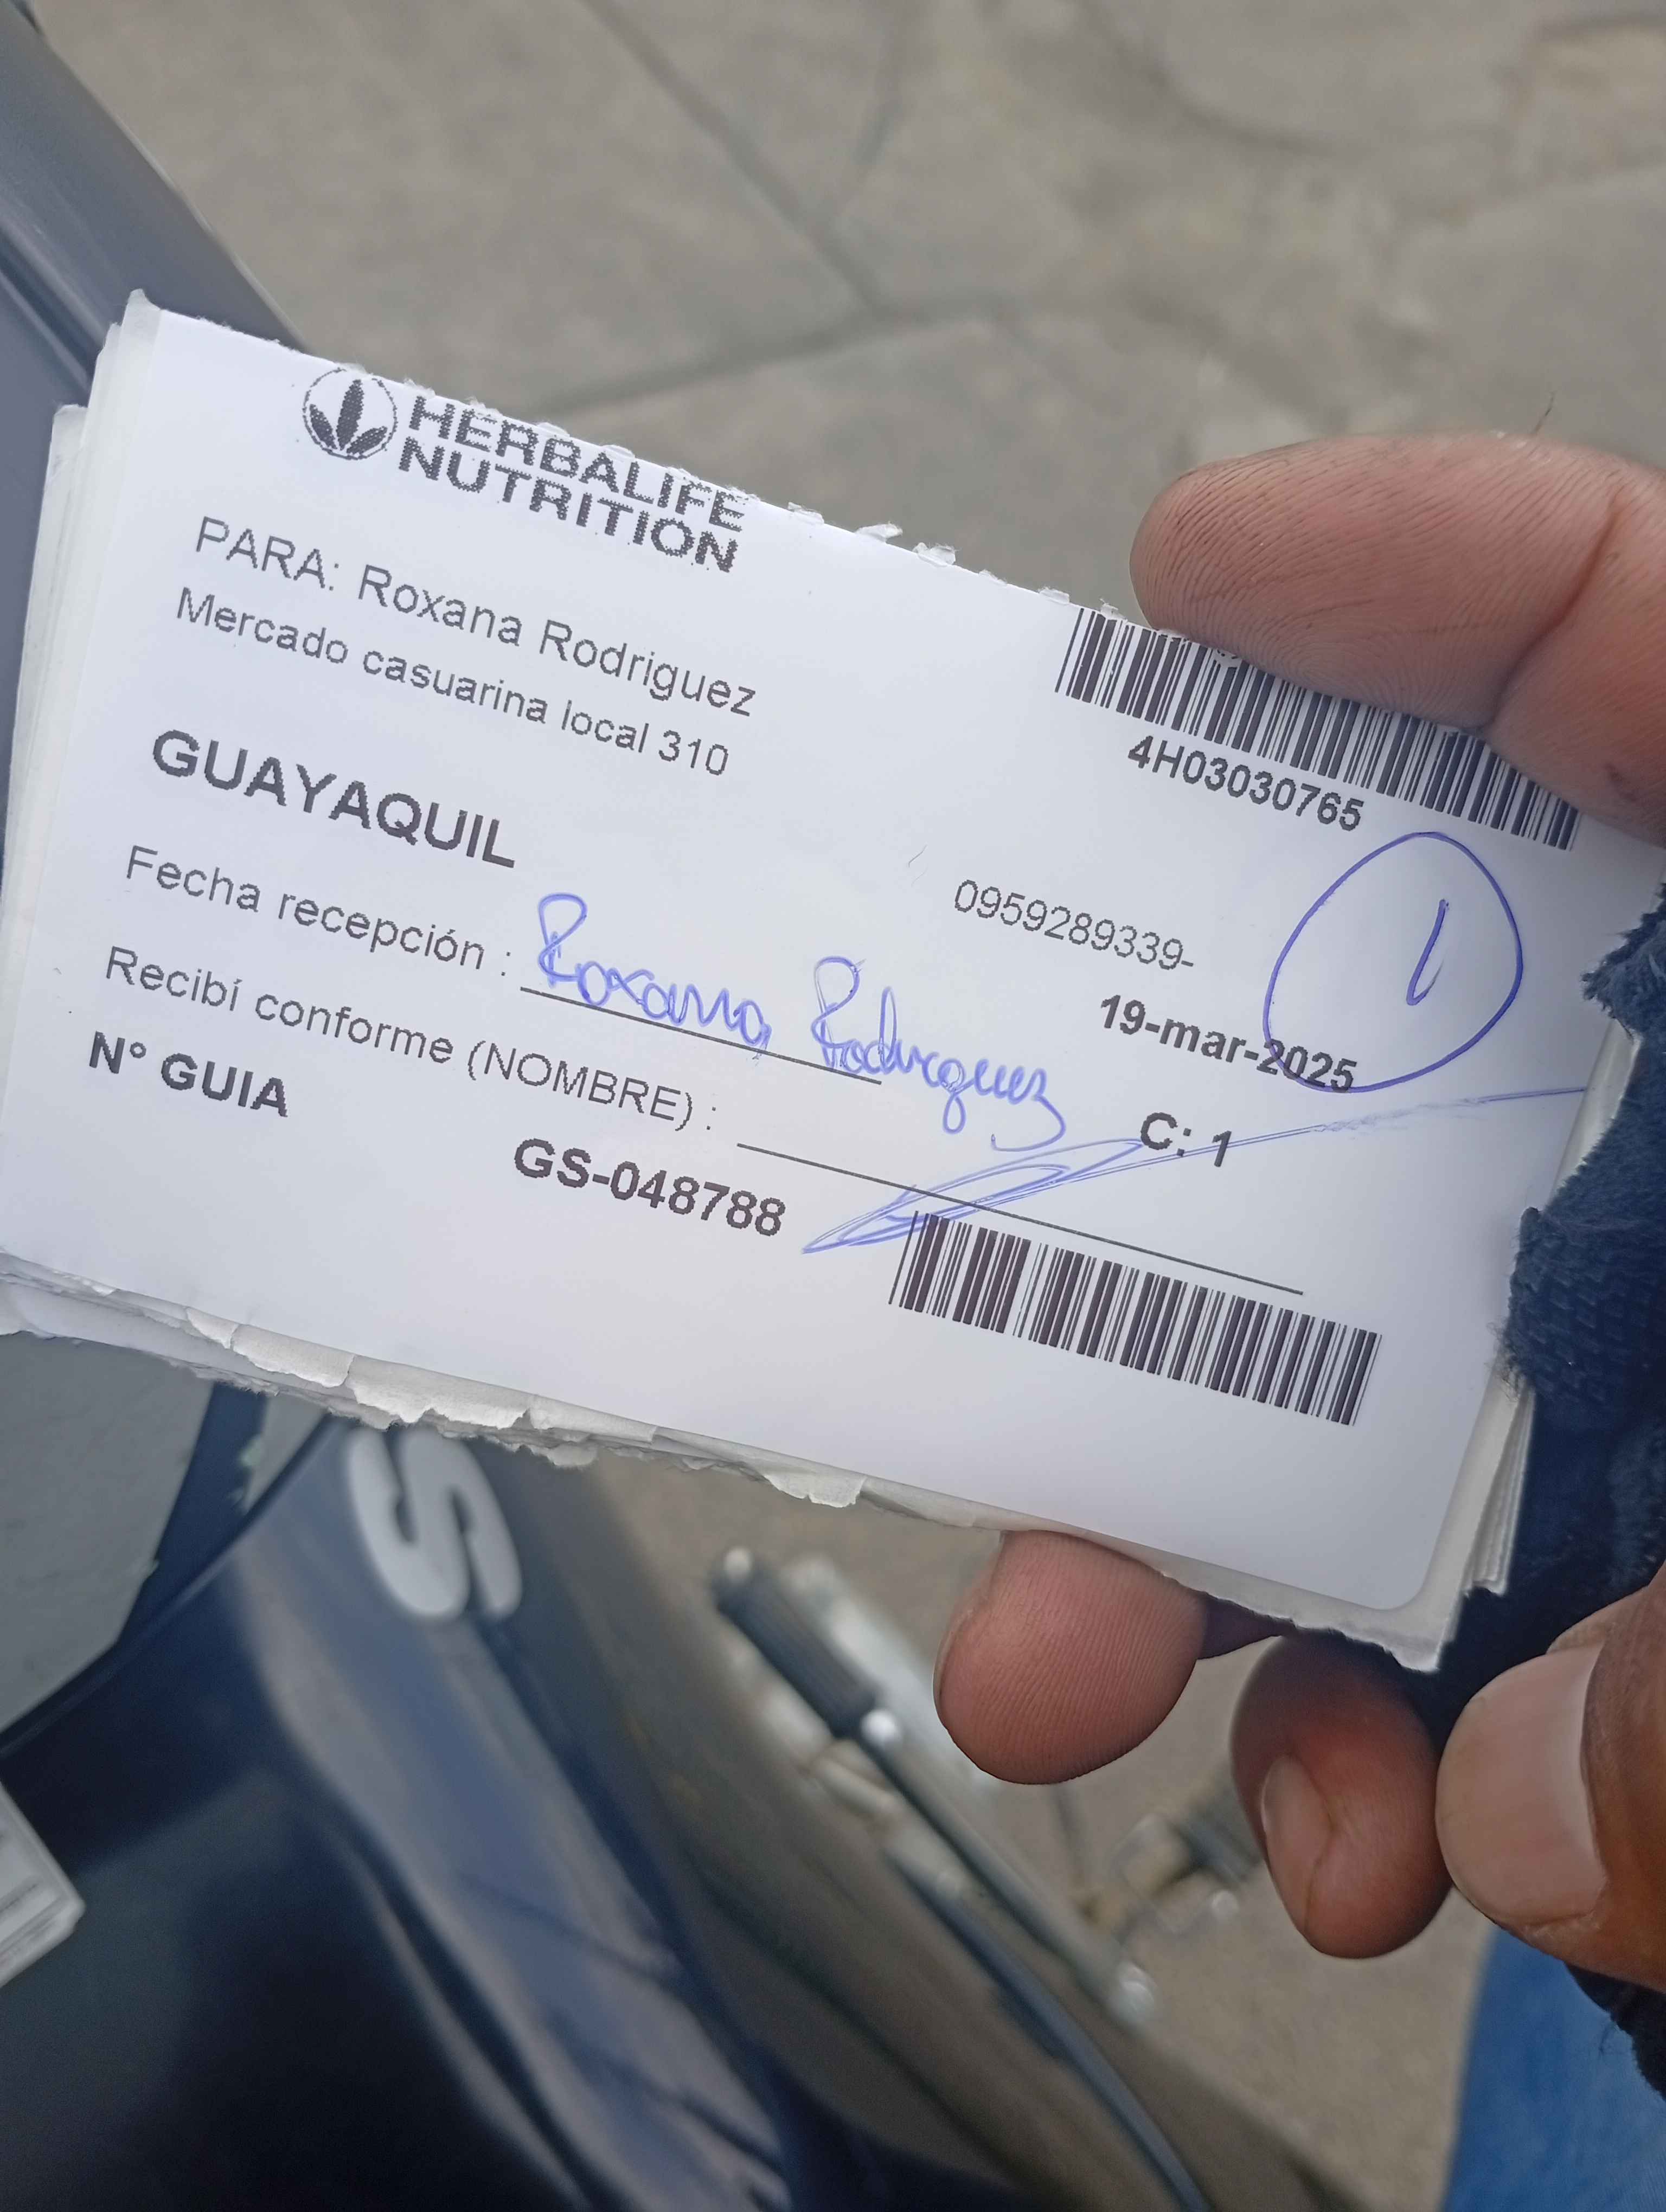 HERBALIFE
NUTRITION
PARA: Roxana Rodriguez
Mercado casuarina local 310
4H03030765
GUAYAQUIL
0959289339-
1
Fecha recepción : Roxana Rodriguez
19-mar-2025
Recibí conforme (NOMBRE) :
C: 1
N° GUIA
GS-048788
S